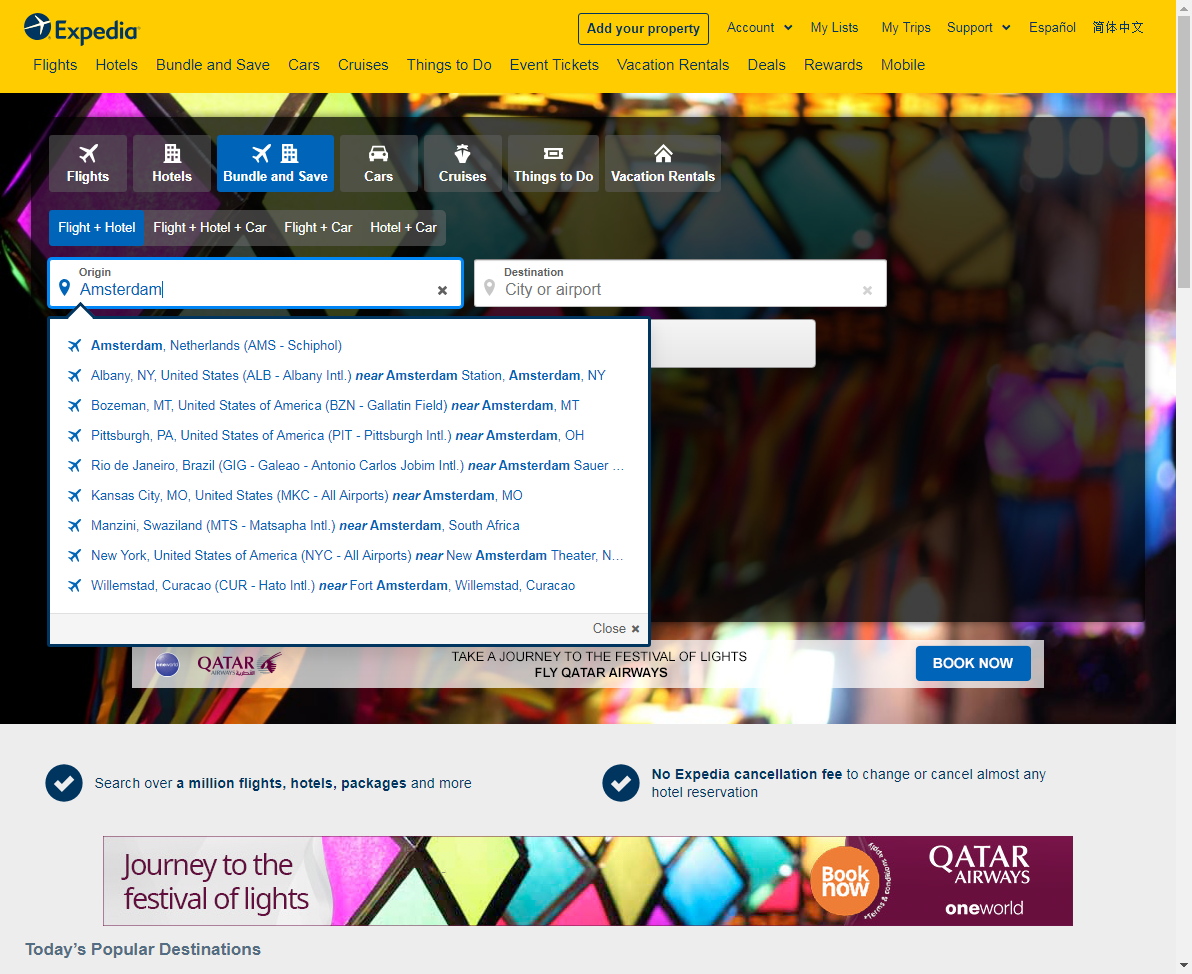 Expedia
Add your property
Account
My Lists
My Trips
Support
Español
简体中文
Flights
Hotels
Bundle and Save
Cars
Cruises
Things to Do
Event Tickets
Vacation Rentals
Deals
Rewards
Mobile
Flights
Hotels
Bundle and Save
Cars
Cruises
Things to Do
Vacation Rentals
Flight + Hotel
Flight + Hotel + Car
Flight + Car
Hotel + Car
Origin
Amsterdam
Destination
City or airport
Amsterdam, Netherlands (AMS - Schiphol)
Albany, NY, United States (ALB - Albany Intl.) near Amsterdam Station, Amsterdam, NY
Bozeman, MT, United States of America (BZN - Gallatin Field) near Amsterdam, MT
Pittsburgh, PA, United States of America (PIT - Pittsburgh Intl.) near Amsterdam, OH
Rio de Janeiro, Brazil (GIG - Galeao - Antonio Carlos Jobim Intl.) near Amsterdam Sauer ...
Kansas City, MO, United States (MKC - All Airports) near Amsterdam, MO
Manzini, Swaziland (MTS - Matsapha Intl.) near Amsterdam, South Africa
New York, United States of America (NYC - All Airports) near New Amsterdam Theater, N...
Willemstad, Curacao (CUR - Hato Intl.) near Fort Amsterdam, Willemstad, Curacao
Close
oneworld
QATAR
AIRWAYS القطرية
TAKE A JOURNEY TO THE FESTIVAL OF LIGHTS
FLY QATAR AIRWAYS
BOOK NOW
Search over a million flights, hotels, packages and more
No Expedia cancellation fee to change or cancel almost any
hotel reservation
Journey to the
festival of lights
Book
now
*Terms & conditions apply
QATAR
AIRWAYS
oneworld
Today's Popular Destinations